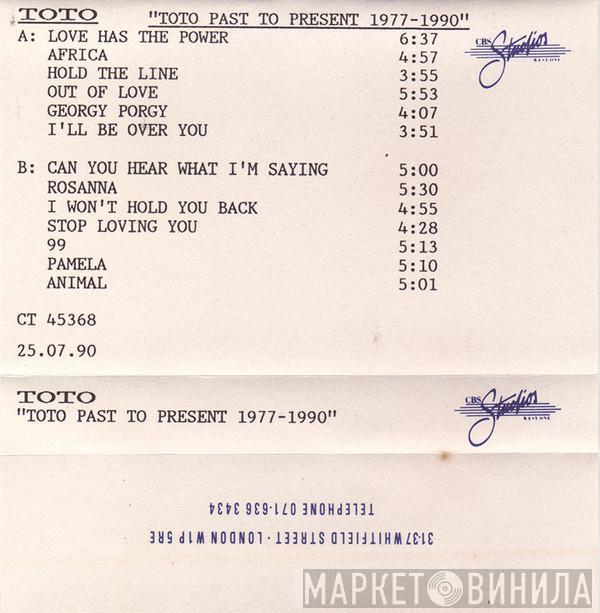 TOTO "TOTO PAST TO PRESENT 1977-1990"
CBS Studios WEST ONE
A: LOVE HAS THE POWER 6:37
AFRICA 4:57
HOLD THE LINE 3:55
OUT OF LOVE 5:53
GEORGY PORGY 4:07
I'LL BE OVER YOU 3:51
B: CAN YOU HEAR WHAT I'M SAYING 5:00
ROSANNA 5:30
I WON'T HOLD YOU BACK 4:55
STOP LOVING YOU 4:28
99 5:13
PAMELA 5:10
ANIMAL 5:01
CT 45368
25.07.90
TOTO
"TOTO PAST TO PRESENT 1977-1990"
CBS Studios WEST ONE
31-37 WHITFIELD STREET · LONDON W1P 5RE
TELEPHONE 071-636 3434
МАРКЕТ ВИНИЛА